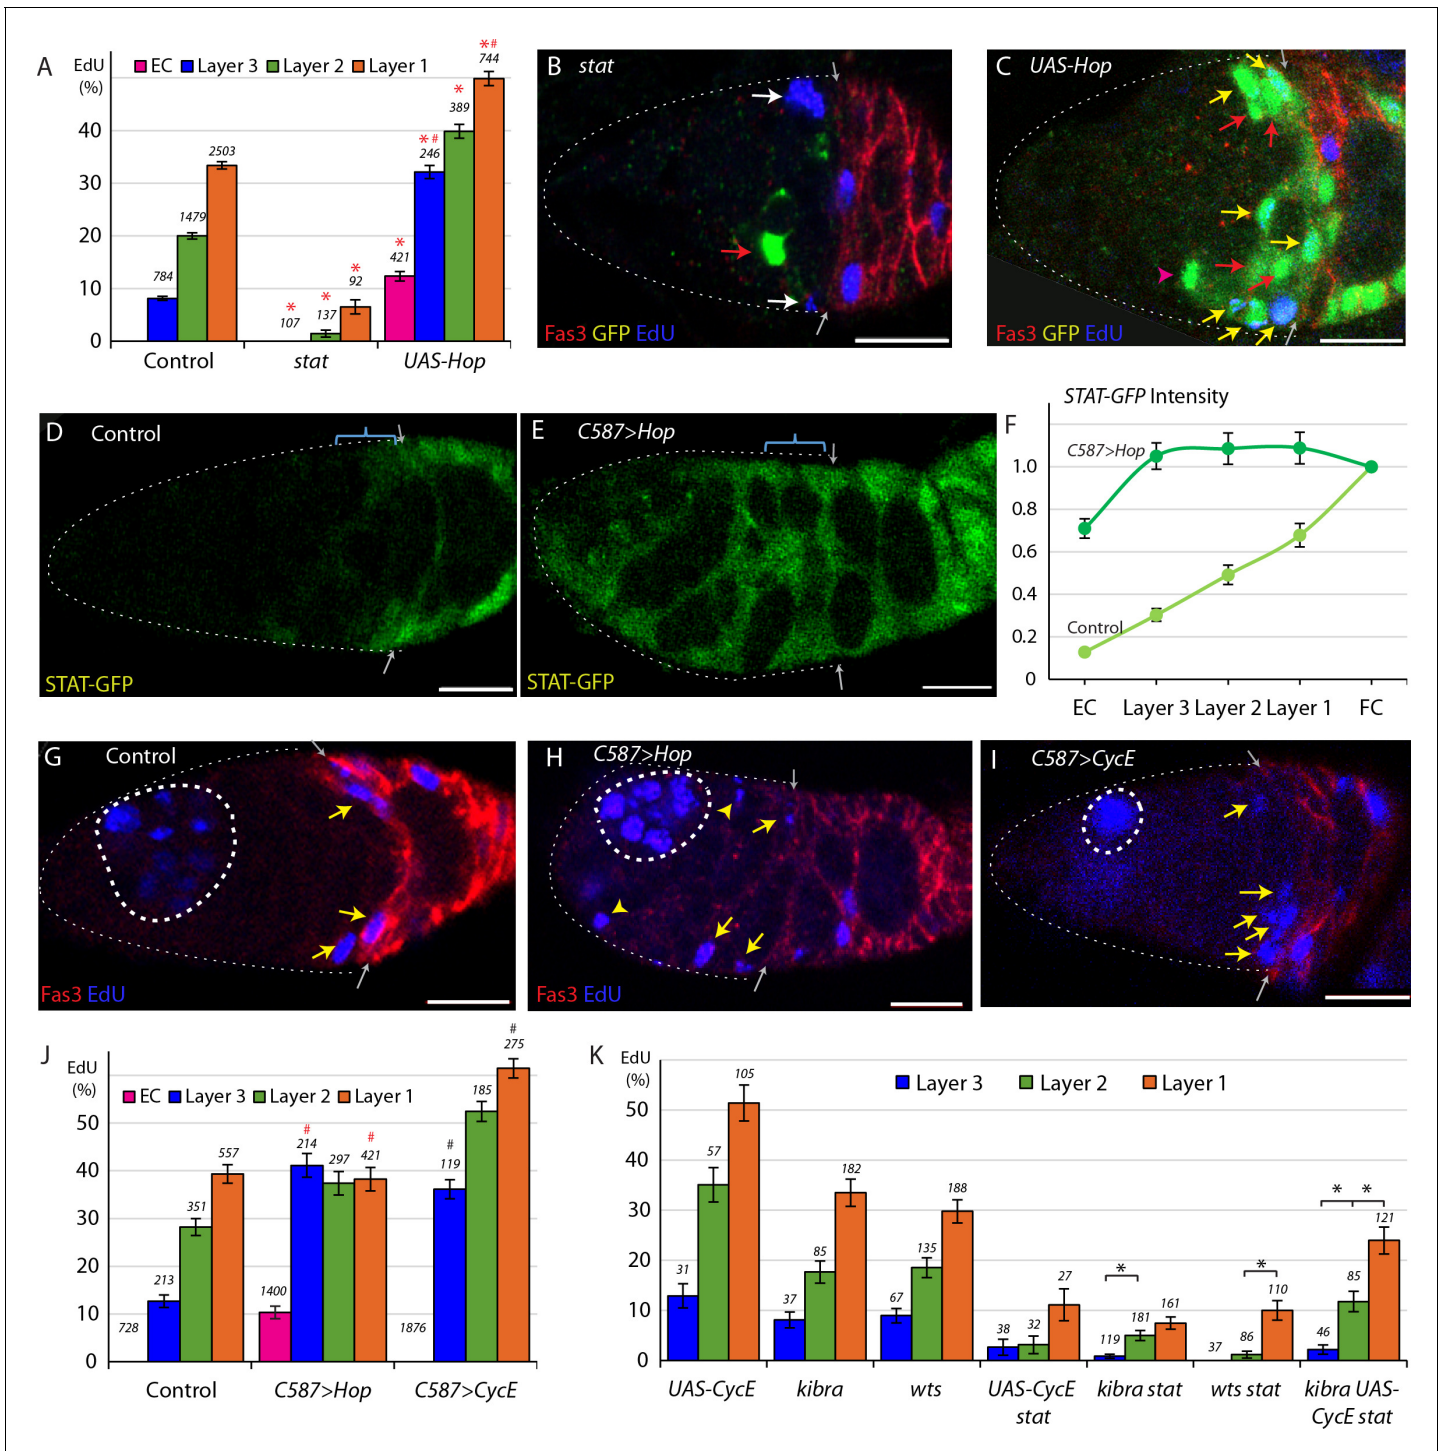 A
EdU (%)
EC Layer 3 Layer 2 Layer 1
40
30
20
10
0
784 1479 2503
* 107 * 137 * 92
* 421 *# 246 * 389 *# 744
Control stat UAS-Hop
B stat
Fas3 GFP EdU
C UAS-Hop
Fas3 GFP EdU
D Control
STAT-GFP
E C587>Hop
STAT-GFP
F
STAT-GFP Intensity
C587>Hop
Control
1.0
0.8
0.6
0.4
0.2
0
EC Layer 3 Layer 2 Layer 1 FC
G Control
Fas3 EdU
H C587>Hop
Fas3 EdU
I C587>CycE
J
EdU (%)
EC Layer 3 Layer 2 Layer 1
50
40
30
20
10
0
728 213 351 557
1400 # 214 297 # 421
1876 # 119 185 # 275
Control C587>Hop C587>CycE
K
EdU (%)
Layer 3 Layer 2 Layer 1
50
40
30
20
10
0
31 57 105
37 85 182
67 135 188
38 32 27
119 181 161 *
37 86 110 *
46 85 121 * *
UAS-CycE kibra wts UAS-CycE stat kibra stat wts stat kibra UAS-CycE stat